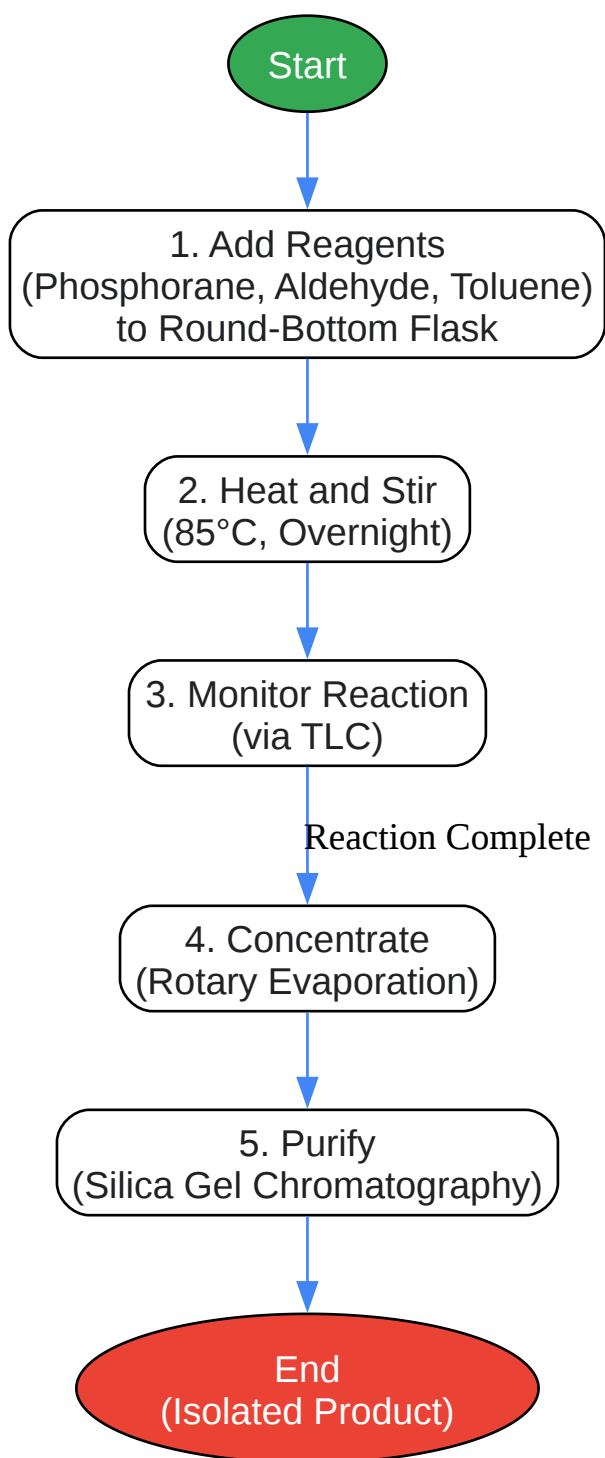 Start
1. Add Reagents
(Phosphorane, Aldehyde, Toluene)
to Round-Bottom Flask
2. Heat and Stir
(85°C, Overnight)
3. Monitor Reaction
(via TLC)
Reaction Complete
4. Concentrate
(Rotary Evaporation)
5. Purify
(Silica Gel Chromatography)
End
(Isolated Product)